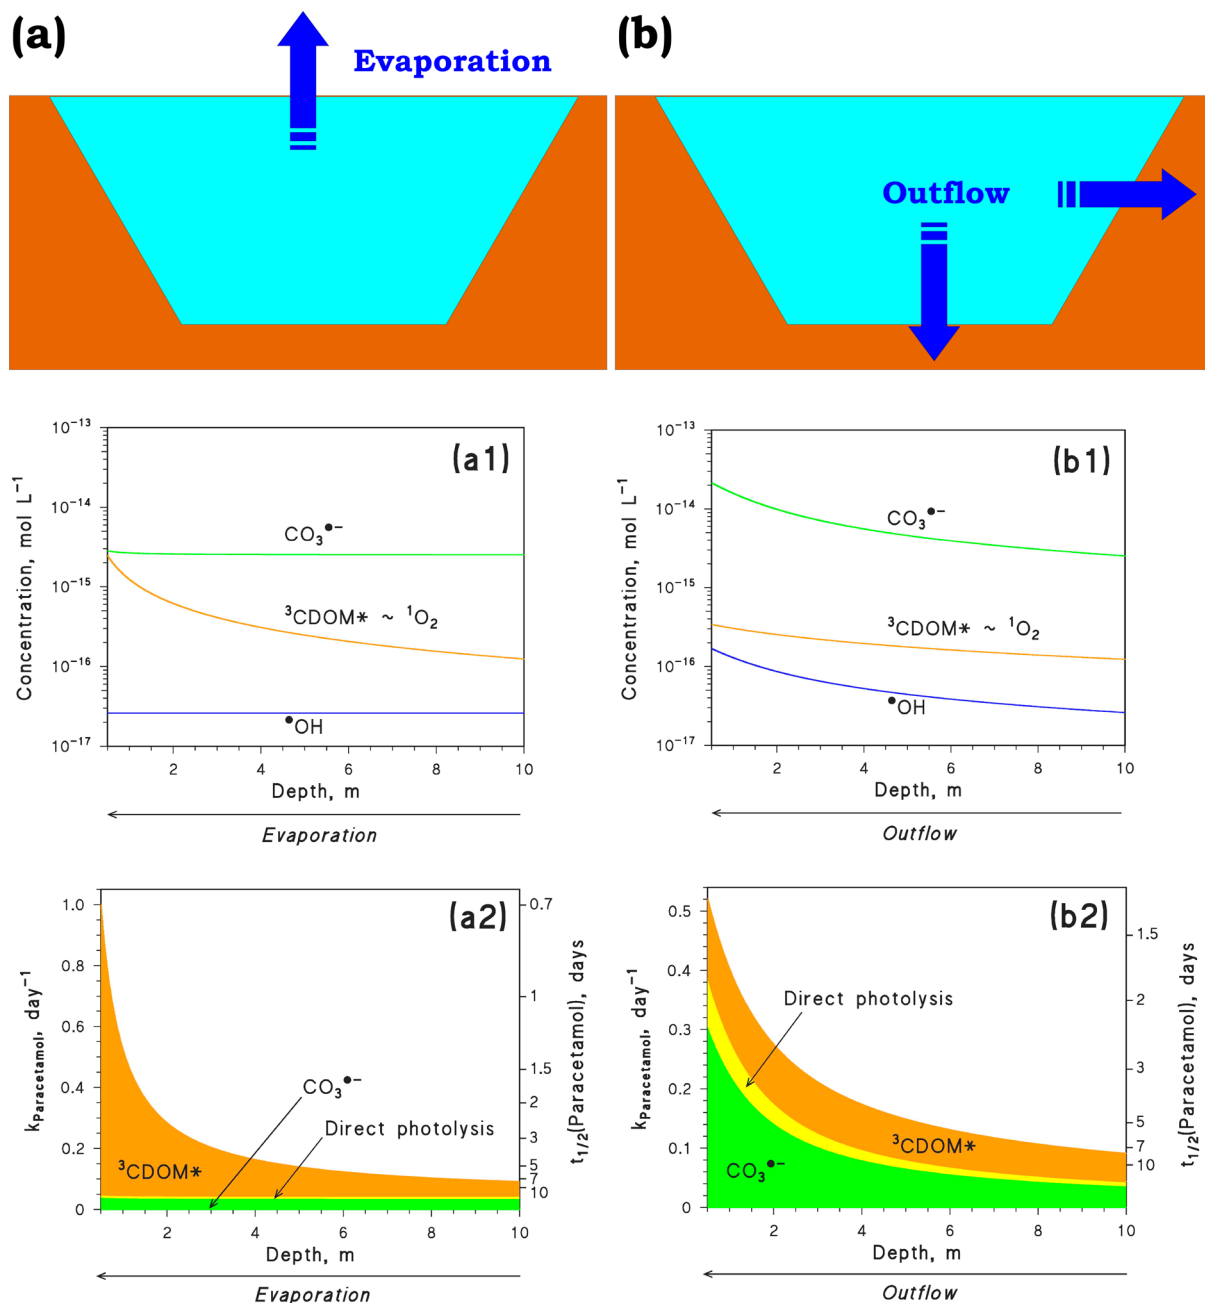 (a)
Evaporation
(b)
Outflow
(a1)
Concentration, mol L⁻¹
10⁻¹³
10⁻¹⁴
10⁻¹⁵
10⁻¹⁶
10⁻¹⁷
CO₃•⁻
³CDOM* ~ ¹O₂
•OH
2 4 6 8 10
Depth, m
Evaporation
(b1)
Concentration, mol L⁻¹
10⁻¹³
10⁻¹⁴
10⁻¹⁵
10⁻¹⁶
10⁻¹⁷
CO₃•⁻
³CDOM* ~ ¹O₂
•OH
2 4 6 8 10
Depth, m
Outflow
(a2)
kParacetamol, day⁻¹
1.0
0.8
0.6
0.4
0.2
0
CO₃•⁻
Direct photolysis
³CDOM*
0.7
1
1.5
2
3
5
7
10
t₁/₂(Paracetamol), days
2 4 6 8 10
Depth, m
Evaporation
(b2)
kParacetamol, day⁻¹
0.5
0.4
0.3
0.2
0.1
0
Direct photolysis
³CDOM*
CO₃•⁻
1.5
2
3
5
7
10
t₁/₂(Paracetamol), days
2 4 6 8 10
Depth, m
Outflow